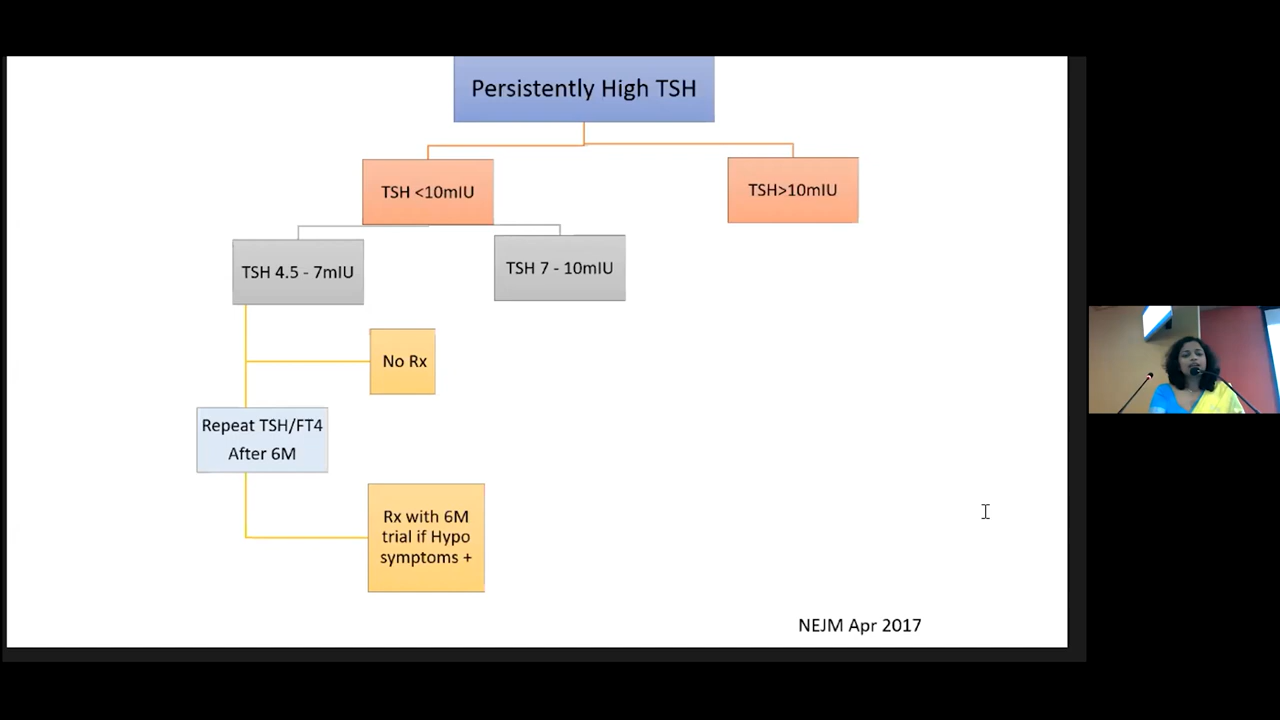 Persistently High TSH
TSH <10mIU
TSH>10mIU
TSH 4.5 - 7mIU
TSH 7 - 10mIU
No Rx
Repeat TSH/FT4
After 6M
Rx with 6M
trial if Hypo
symptoms +
NEJM Apr 2017